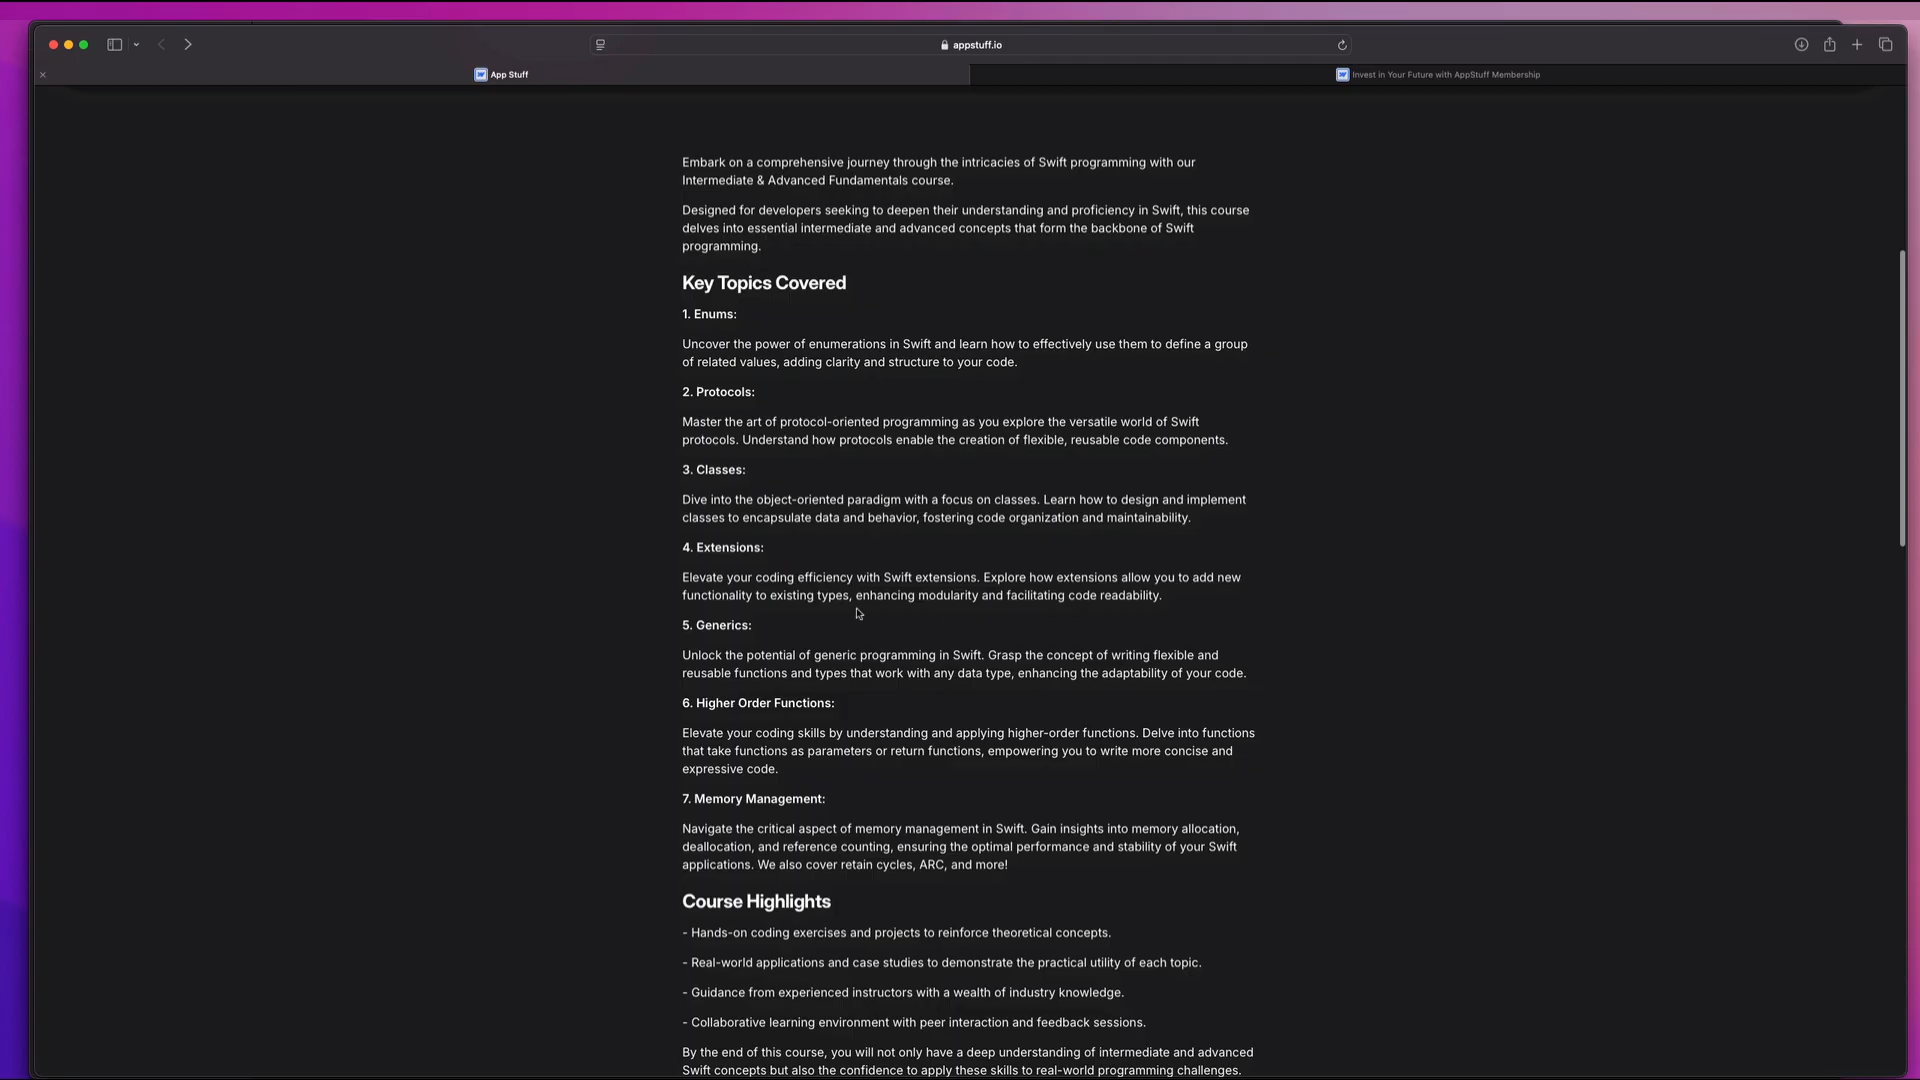 appstuff.io
App Stuff
Invest in Your Future with AppStuff Membership
Embark on a comprehensive journey through the intricacies of Swift programming with our
Intermediate & Advanced Fundamentals course.
Designed for developers seeking to deepen their understanding and proficiency in Swift, this course
delves into essential intermediate and advanced concepts that form the backbone of Swift
programming.
Key Topics Covered
1. Enums:
Uncover the power of enumerations in Swift and learn how to effectively use them to define a group
of related values, adding clarity and structure to your code.
2. Protocols:
Master the art of protocol-oriented programming as you explore the versatile world of Swift
protocols. Understand how protocols enable the creation of flexible, reusable code components.
3. Classes:
Dive into the object-oriented paradigm with a focus on classes. Learn how to design and implement
classes to encapsulate data and behavior, fostering code organization and maintainability.
4. Extensions:
Elevate your coding efficiency with Swift extensions. Explore how extensions allow you to add new
functionality to existing types, enhancing modularity and facilitating code readability.
5. Generics:
Unlock the potential of generic programming in Swift. Grasp the concept of writing flexible and
reusable functions and types that work with any data type, enhancing the adaptability of your code.
6. Higher Order Functions:
Elevate your coding skills by understanding and applying higher-order functions. Delve into functions
that take functions as parameters or return functions, empowering you to write more concise and
expressive code.
7. Memory Management:
Navigate the critical aspect of memory management in Swift. Gain insights into memory allocation,
deallocation, and reference counting, ensuring the optimal performance and stability of your Swift
applications. We also cover retain cycles, ARC, and more!
Course Highlights
- Hands-on coding exercises and projects to reinforce theoretical concepts.
- Real-world applications and case studies to demonstrate the practical utility of each topic.
- Guidance from experienced instructors with a wealth of industry knowledge.
- Collaborative learning environment with peer interaction and feedback sessions.
By the end of this course, you will not only have a deep understanding of intermediate and advanced
Swift concepts but also the confidence to apply these skills to real-world programming challenges.